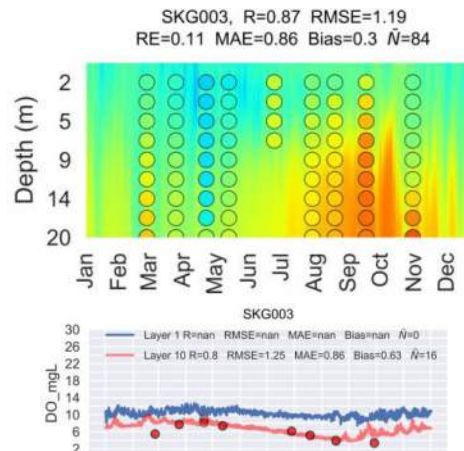 SKG003, R=0.87 RMSE=1.19
RE=0.11 MAE=0.86 Bias=0.3 N̄=84
Depth (m)
2
5
9
14
20
Jan Feb Mar Apr May Jun Jul Aug Sep Oct Nov Dec
SKG003
DO_mgL
30
26
22
18
14
10
6
2
Layer 1 R=nan RMSE=nan MAE=nan Bias=nan N̄=0
Layer 10 R=0.8 RMSE=1.25 MAE=0.86 Bias=0.63 N̄=16